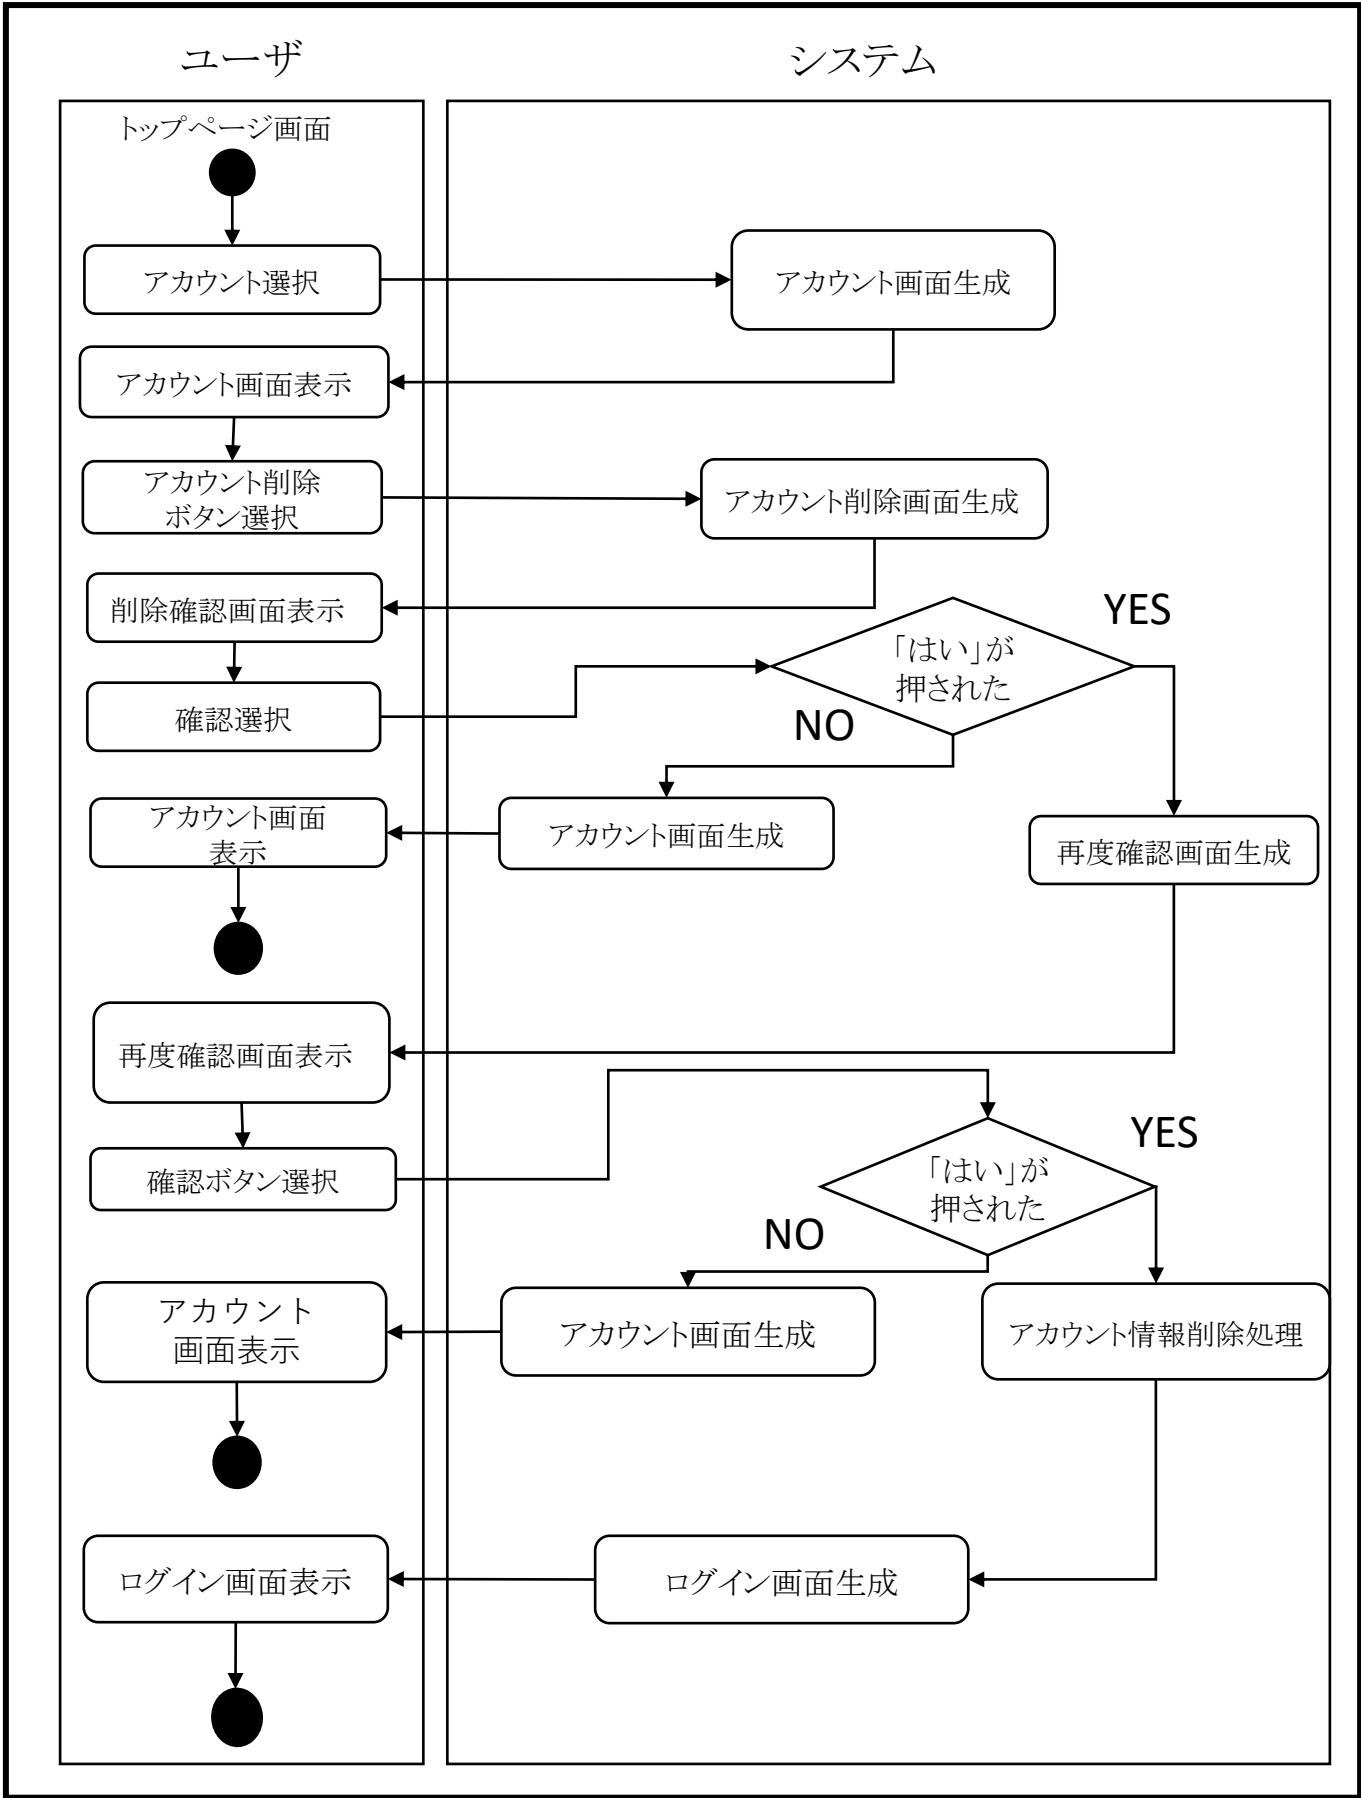 ユーザ
システム
トップページ画面
アカウント選択
アカウント画面生成
アカウント画面表示
アカウント削除
ボタン選択
アカウント削除画面生成
削除確認画面表示
「はい」が
押された
YES
NO
確認選択
アカウント画面
表示
アカウント画面生成
再度確認画面生成
再度確認画面表示
確認ボタン選択
「はい」が
押された
YES
NO
アカウント
画面表示
アカウント画面生成
アカウント情報削除処理
ログイン画面表示
ログイン画面生成